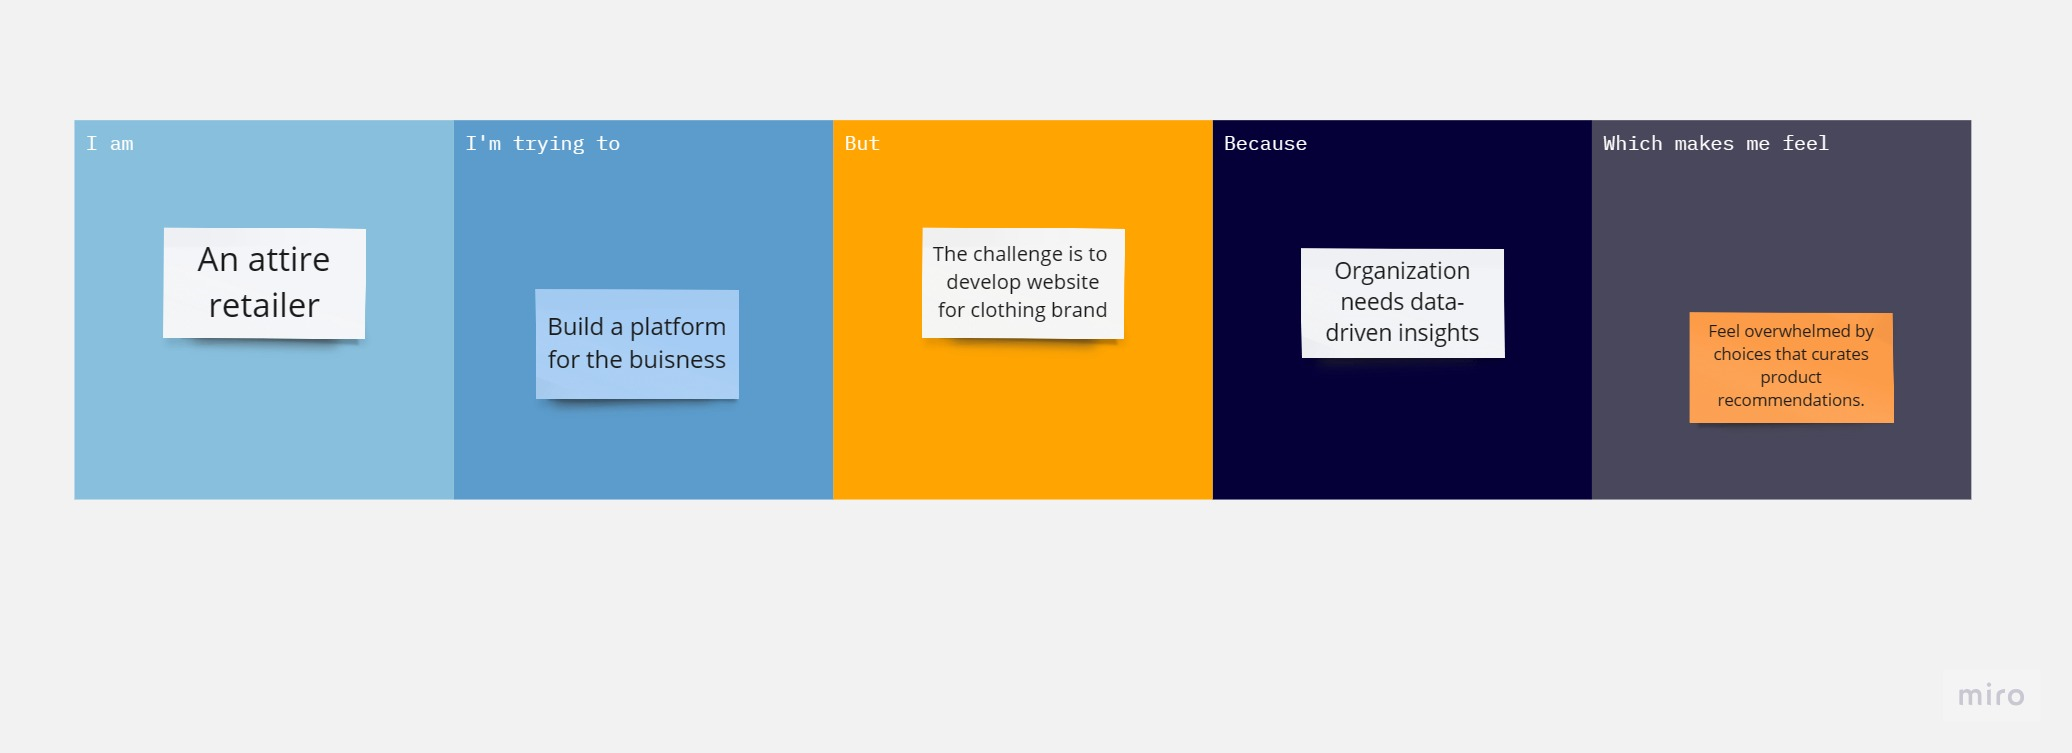 I am
An attire
retailer
I'm trying to
Build a platform
for the buisness
But
The challenge is to
develop website
for clothing brand
Because
Organization
needs data-
driven insights
Which makes me feel
Feel overwhelmed by
choices that curates
product
recommendations.
miro